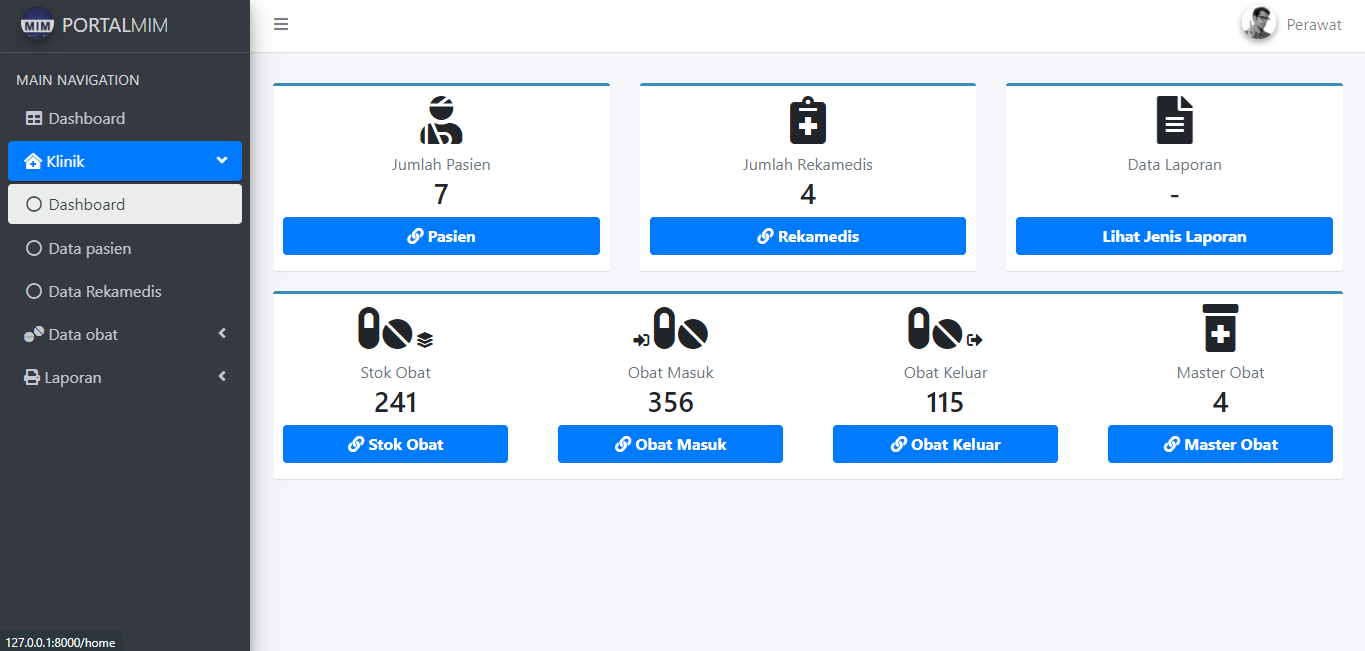 MIM PORTALMIM
Perawat
MAIN NAVIGATION
Dashboard
Klinik
Dashboard
Data pasien
Data Rekamedis
Data obat
Laporan
Jumlah Pasien
7
Pasien
Jumlah Rekamedis
4
Rekamedis
Data Laporan
-
Lihat Jenis Laporan
Stok Obat
241
Stok Obat
Obat Masuk
356
Obat Masuk
Obat Keluar
115
Obat Keluar
Master Obat
4
Master Obat
127.0.0.1:8000/home